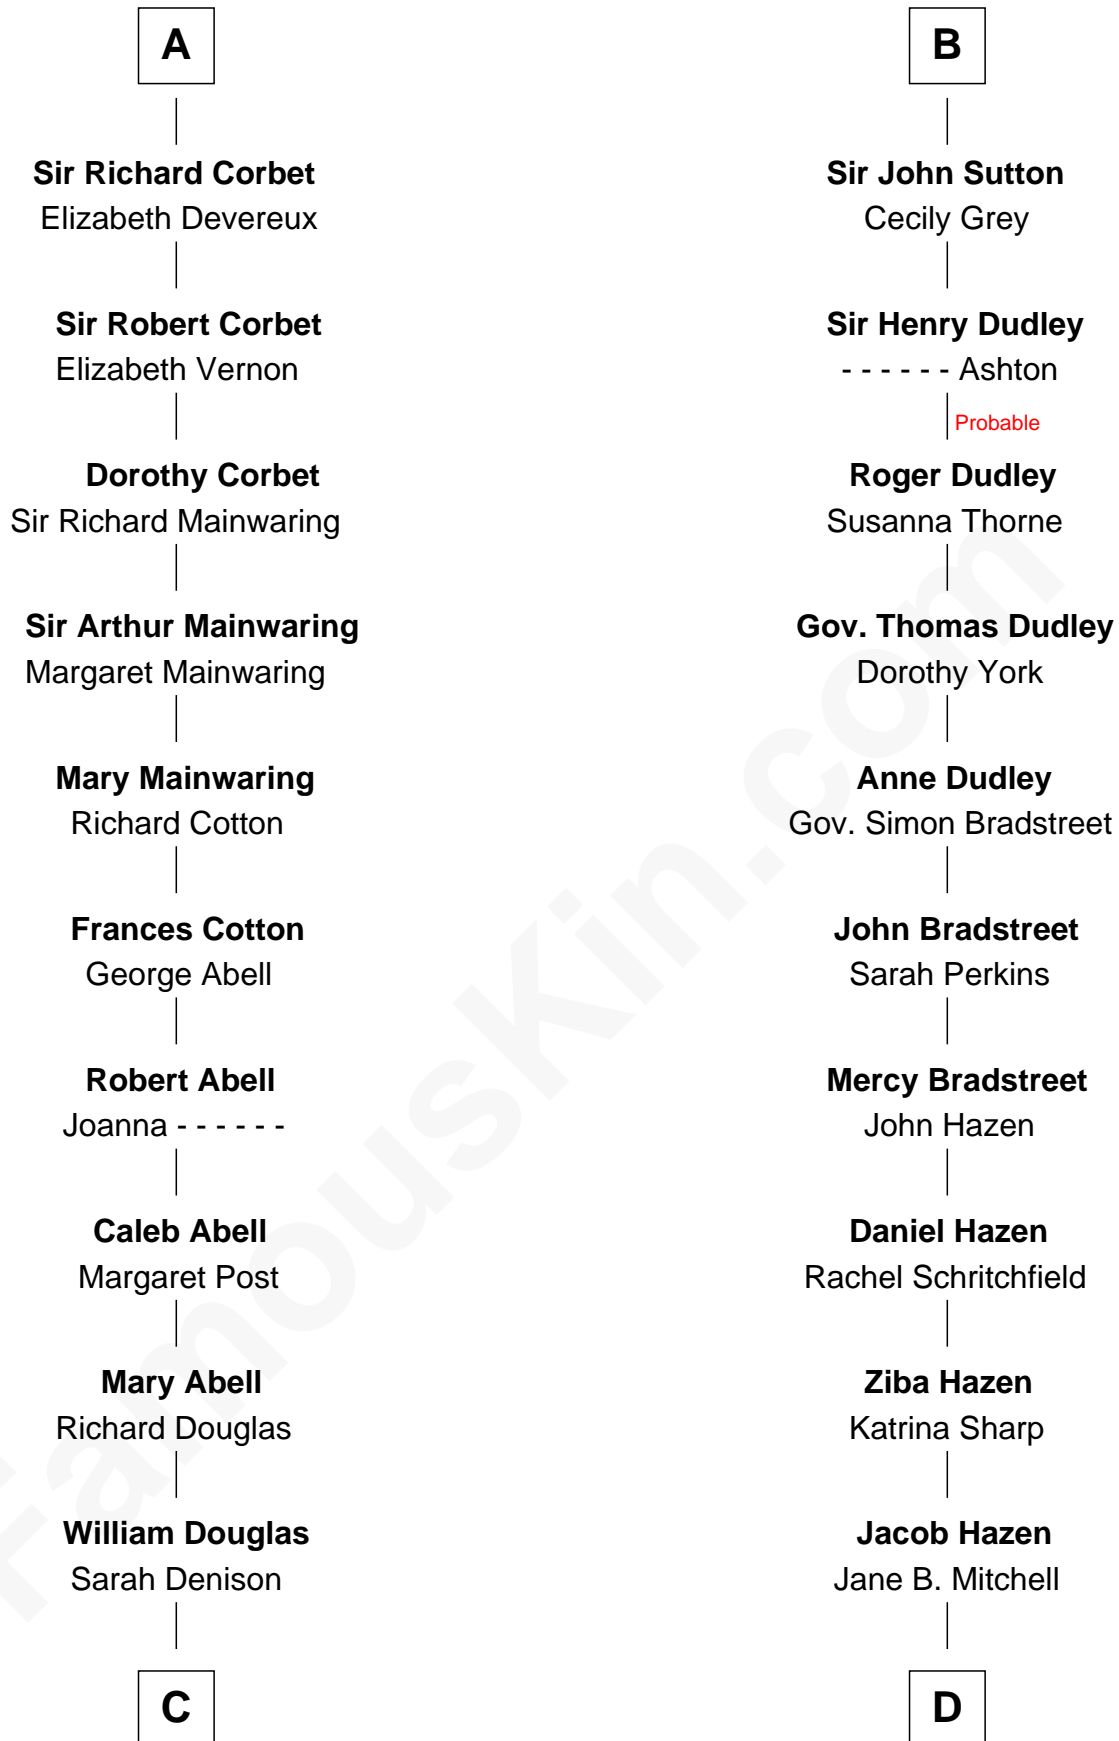 A
Sir Richard Corbet
Elizabeth Devereux
Sir Robert Corbet
Elizabeth Vernon
Dorothy Corbet
Sir Richard Mainwaring
Sir Arthur Mainwaring
Margaret Mainwaring
Mary Mainwaring
Richard Cotton
Frances Cotton
George Abell
Robert Abell
Joanna - - - - - -
Caleb Abell
Margaret Post
Mary Abell
Richard Douglas
William Douglas
Sarah Denison
C
B
Sir John Sutton
Cecily Grey
Sir Henry Dudley
- - - - - - Ashton
Probable
Roger Dudley
Susanna Thorne
Gov. Thomas Dudley
Dorothy York
Anne Dudley
Gov. Simon Bradstreet
John Bradstreet
Sarah Perkins
Mercy Bradstreet
John Hazen
Daniel Hazen
Rachel Schritchfield
Ziba Hazen
Katrina Sharp
Jacob Hazen
Jane B. Mitchell
D
FamousKin.com